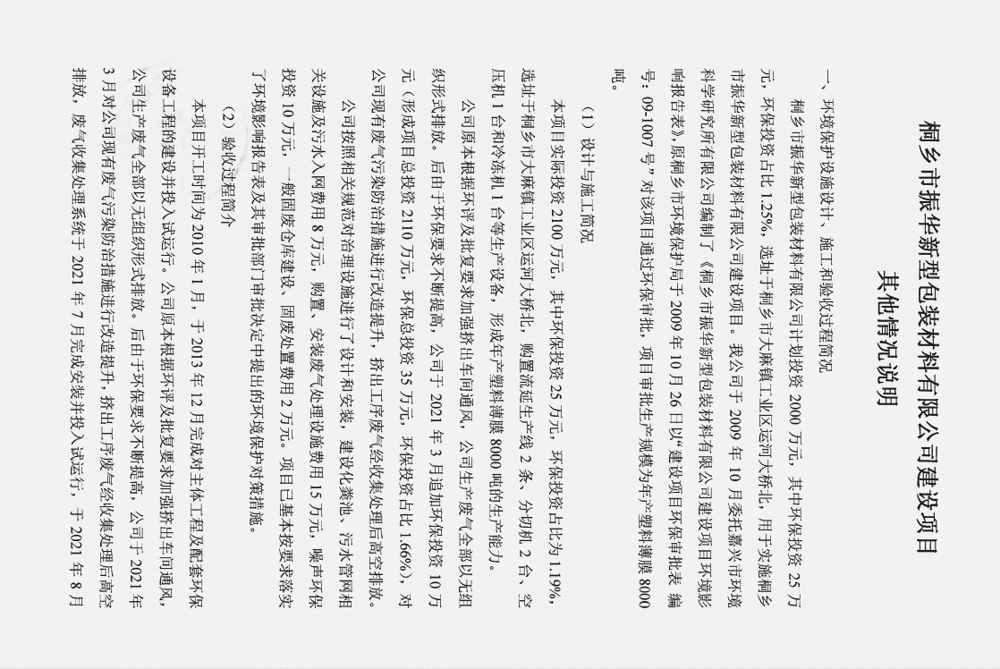 桐乡市振华新型包装材料有限公司建设项目
其他情况说明
一、环境保护设施设计、施工和验收过程简况
桐乡市振华新型包装材料有限公司计划投资 2000 万元，其中环保投资 25 万
元，环保投资占比 1.25%，选址于桐乡市大麻镇工业区运河大桥北，用于实施桐乡
市振华新型包装材料有限公司建设项目。我公司于 2009 年 10 月委托嘉兴市环境
科学研究所有限公司编制了《桐乡市振华新型包装材料有限公司建设项目环境影
响报告表》，原桐乡市环境保护局于 2009 年 10 月 26 日以“建设项目环保审批表 编
号：09-1007 号”对该项目通过环保审批，项目审批生产规模为年产塑料薄膜 8000
吨。
（1）设计与施工简况
本项目实际投资 2100 万元，其中环保投资 25 万元，环保投资占比为 1.19%，
选址于桐乡市大麻镇工业区运河大桥北，购置流延生产线 2 条、分切机 2 台、空
压机 1 台和冷冻机 1 台等生产设备，形成年产塑料薄膜 8000 吨的生产能力。
公司原本根据环评及批复要求加强挤出车间通风，公司生产废气全部以无组
织形式排放。后由于环保要求不断提高，公司于 2021 年 3 月追加环保投资 10 万
元（形成项目总投资 2110 万元，环保总投资 35 万元，环保投资占比 1.66%），对
公司现有废气污染防治措施进行改造提升，挤出工序废气经收集处理后高空排放。
公司按照相关规范对治理设施进行了设计和安装，建设化粪池、污水管网相
关设施及污水入网费用 8 万元，购置、安装废气处理设施费用 15 万元，噪声环保
投资 10 万元，一般固废仓库建设、固废处置费用 2 万元。项目已基本按要求落实
了环境影响报告表及其审批部门审批决定中提出的环境保护对策措施。
（2）验收过程简介
本项目开工时间为 2010 年 1 月，于 2013 年 12 月完成对主体工程及配套环保
设备工程的建设并投入试运行。公司原本根据环评及批复要求加强挤出车间通风，
公司生产废气全部以无组织形式排放。后由于环保要求不断提高，公司于 2021 年
3 月对公司现有废气污染防治措施进行改造提升，挤出工序废气经收集处理后高空
排放，废气收集处理系统于 2021 年 7 月完成安装并投入试运行，于 2021 年 8 月